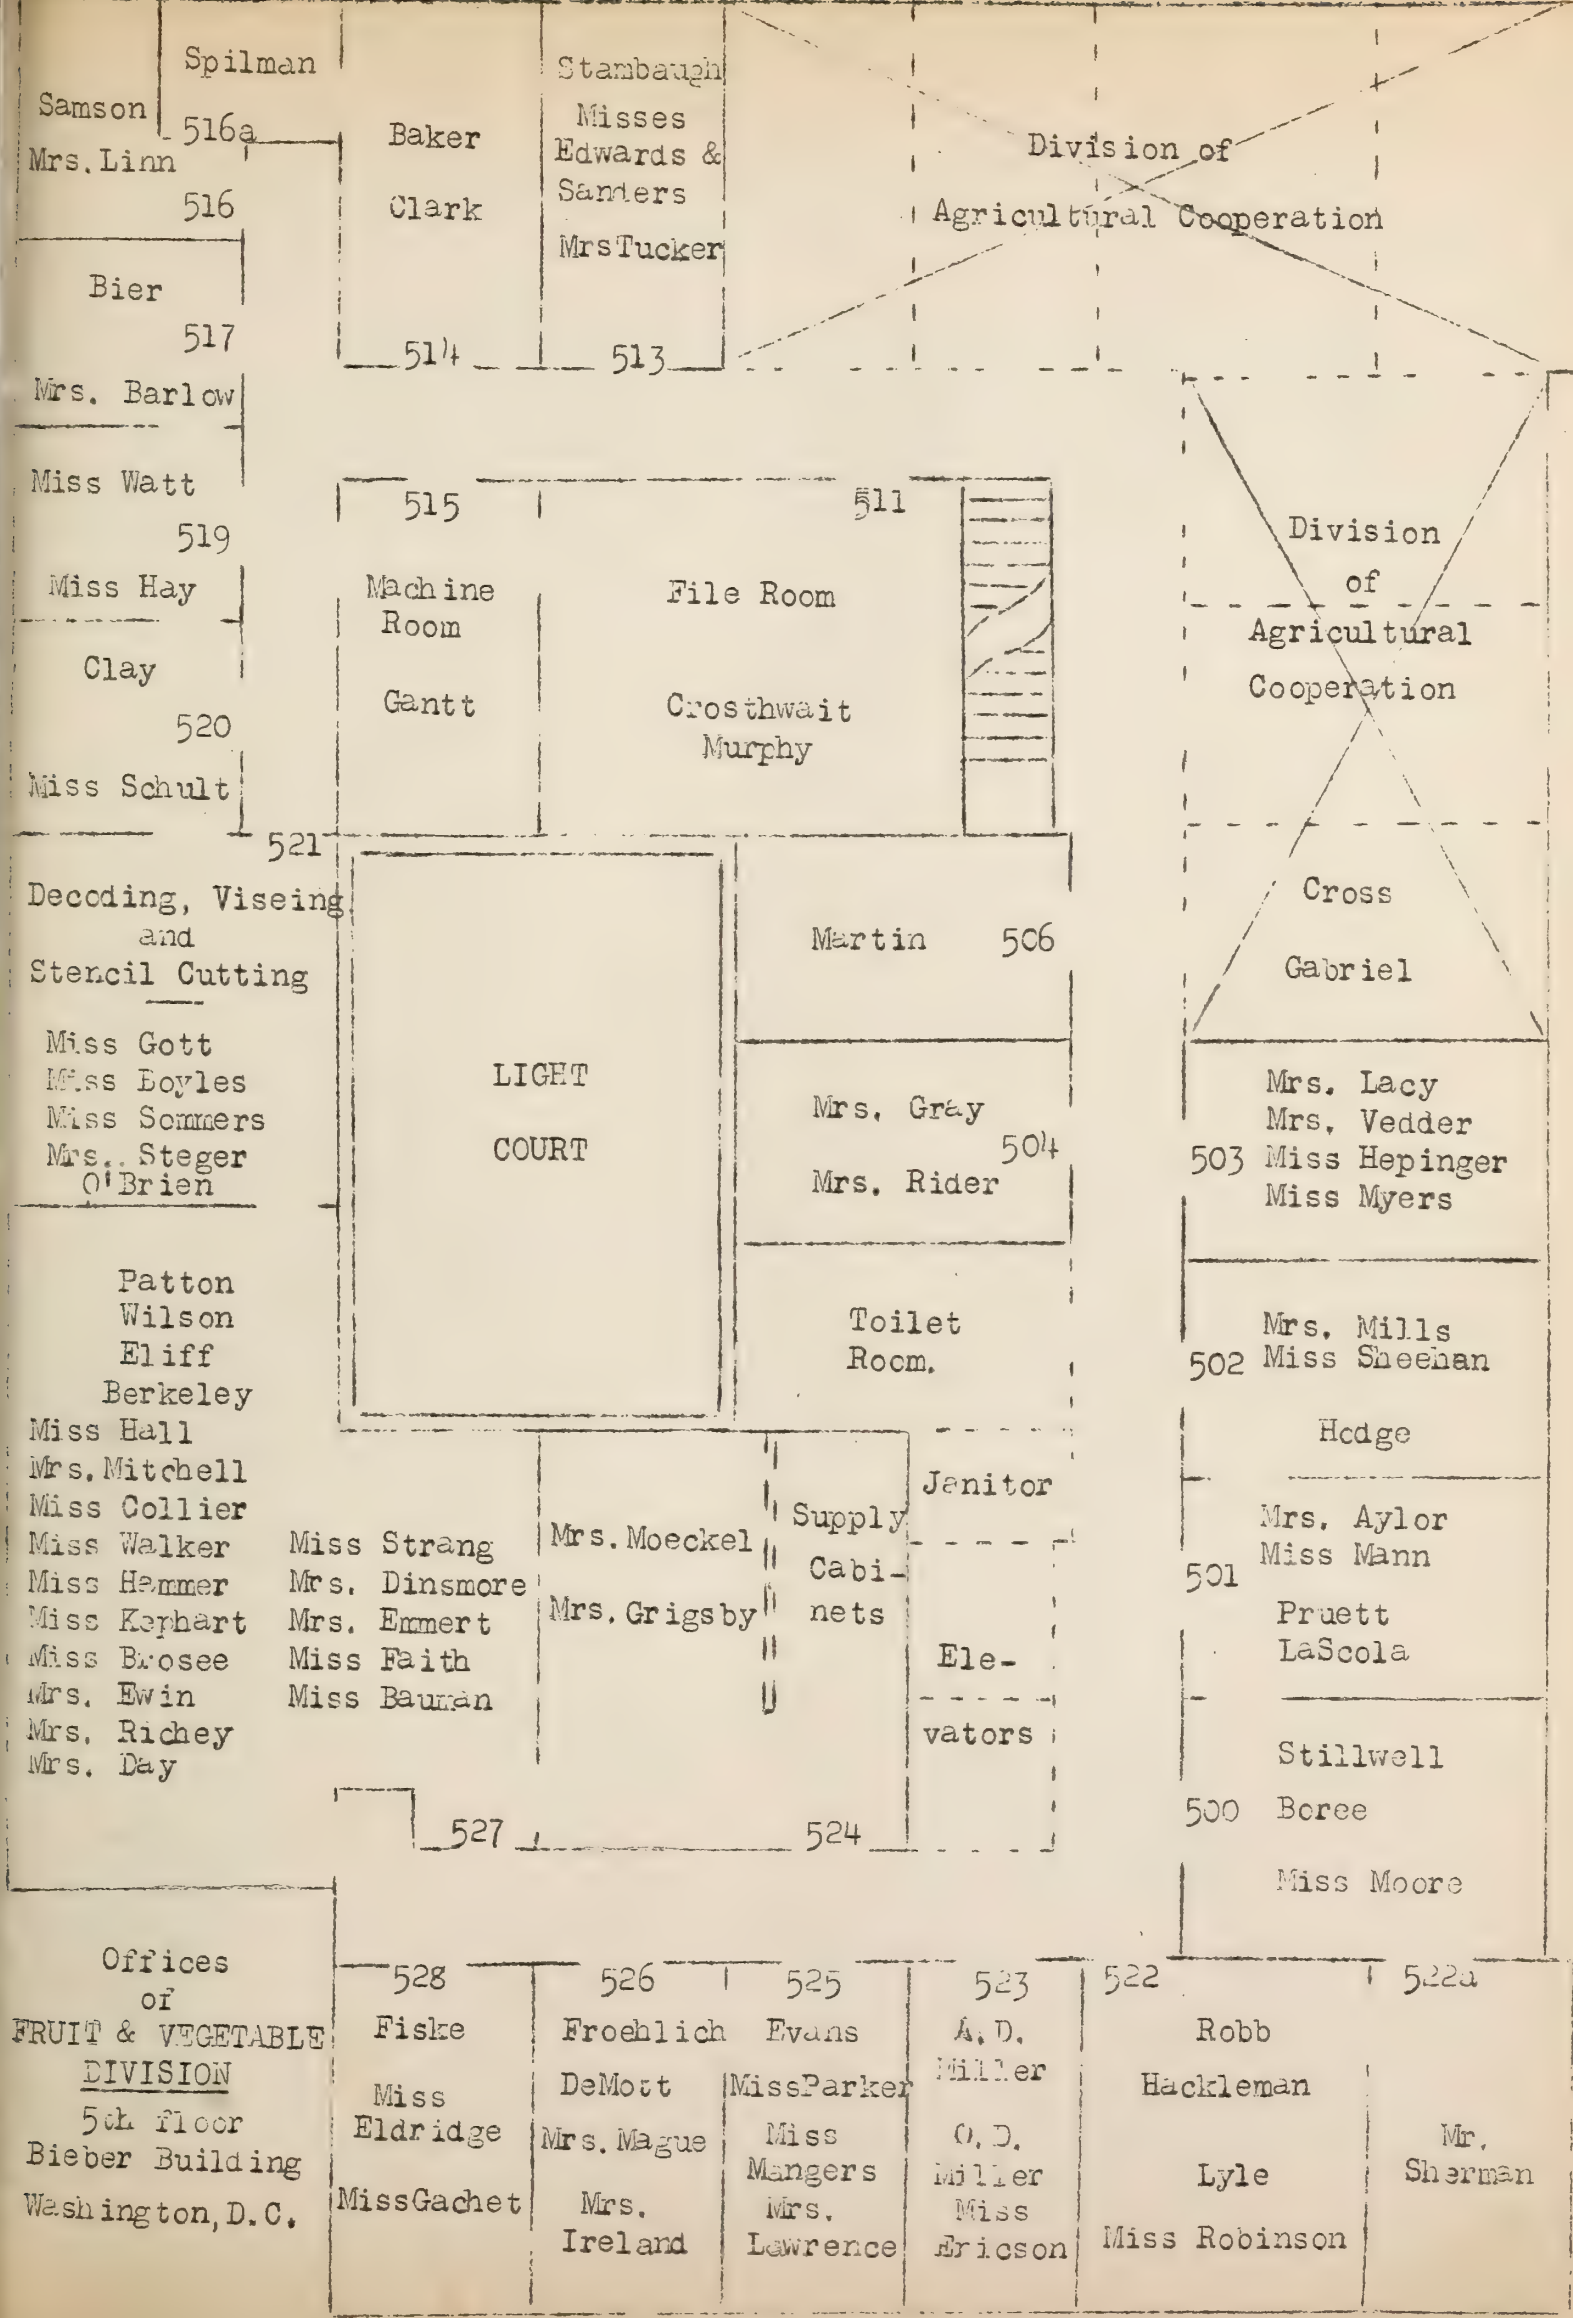 Spilman
516a
Samson
Mrs. Linn
516
Baker
Clark
514
Stambaugh
Misses
Edwards &
Sanders
MrsTucker
513
Division of
Agricultural Cooperation
Bier
517
Mrs. Barlow
Miss Watt
519
Miss Hay
Clay
520
Miss Schult
515
Machine
Room
Gantt
511
File Room
Crosthwait
Murphy
Division
of
Agricultural
Cooperation
Cross
Gabriel
521
Decoding, Viseing
and
Stencil Cutting
Miss Gott
Miss Boyles
Miss Sommers
Mrs. Steger
O'Brien
LIGHT
COURT
Martin 506
Mrs. Gray
504
Mrs. Rider
Toilet
Room.
Mrs. Lacy
Mrs. Vedder
503 Miss Hepinger
Miss Myers
Mrs. Mills
502 Miss Sheehan
Hodge
Mrs. Aylor
Miss Mann
501
Pruett
LaScola
Stillwell
500 Boree
Miss Moore
Patton
Wilson
Eliff
Berkeley
Miss Hall
Mrs. Mitchell
Miss Collier
Miss Walker
Miss Hammer
Miss Kephart
Miss Brosee
Mrs. Ewin
Mrs. Richey
Mrs. Day
Miss Strang
Mrs. Dinsmore
Mrs. Emmert
Miss Faith
Miss Bauman
527
Mrs. Moeckel
Mrs. Grigsby
Supply
Cabi-
nets
524
Janitor
Ele-
vators
Offices
of
FRUIT & VEGETABLE
DIVISION
5th floor
Bieber Building
Washington, D.C.
528
Fiske
Miss
Eldridge
MissGachet
526
Froehlich
DeMott
Mrs. Mague
Mrs.
Ireland
525
Evans
MissParker
Miss
Mangers
Mrs.
Lawrence
523
A. D.
Miller
O. D.
Miller
Miss
Ericson
522
Robb
Hackleman
Lyle
Miss Robinson
522a
Mr.
Sherman